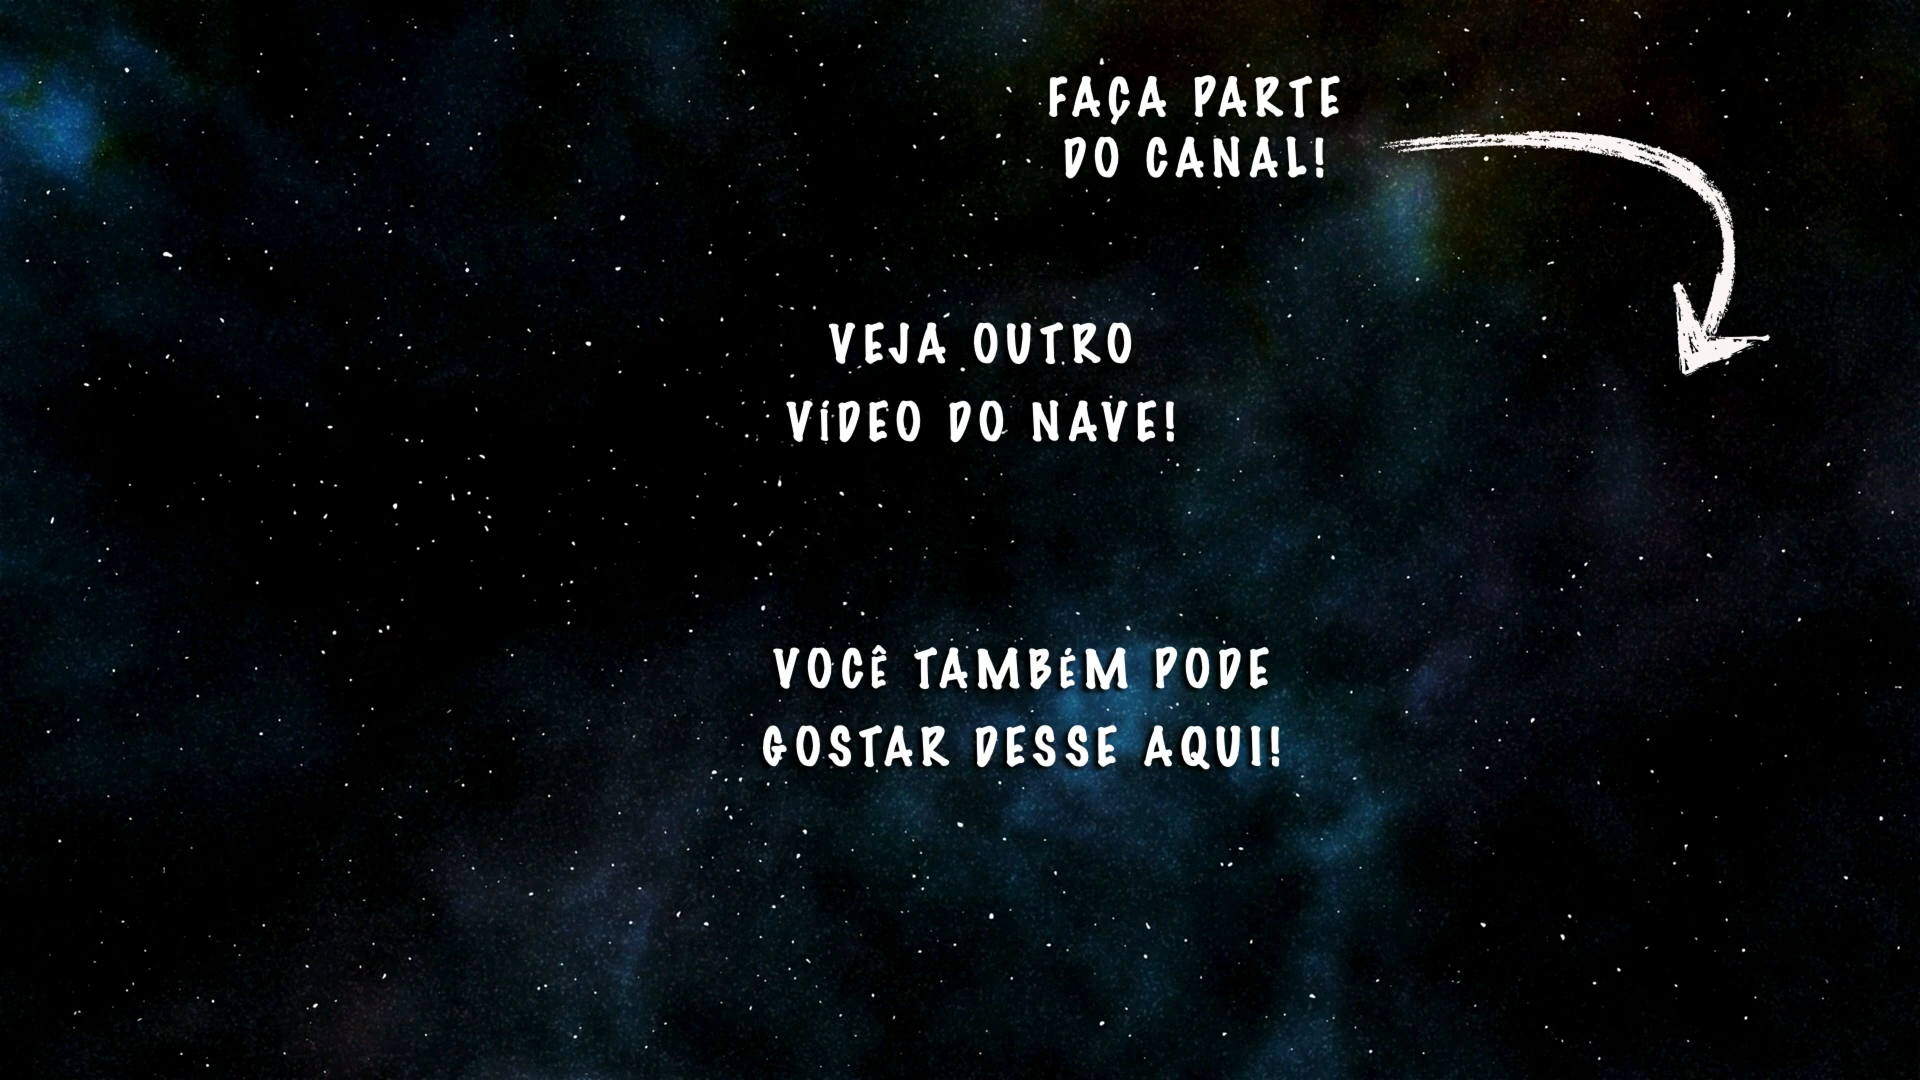 FAÇA PARTE
DO CANAL!
VEJA OUTRO
VÍDEO DO NAVE!
VOCÊ TAMBÉM PODE
GOSTAR DESSE AQUI!